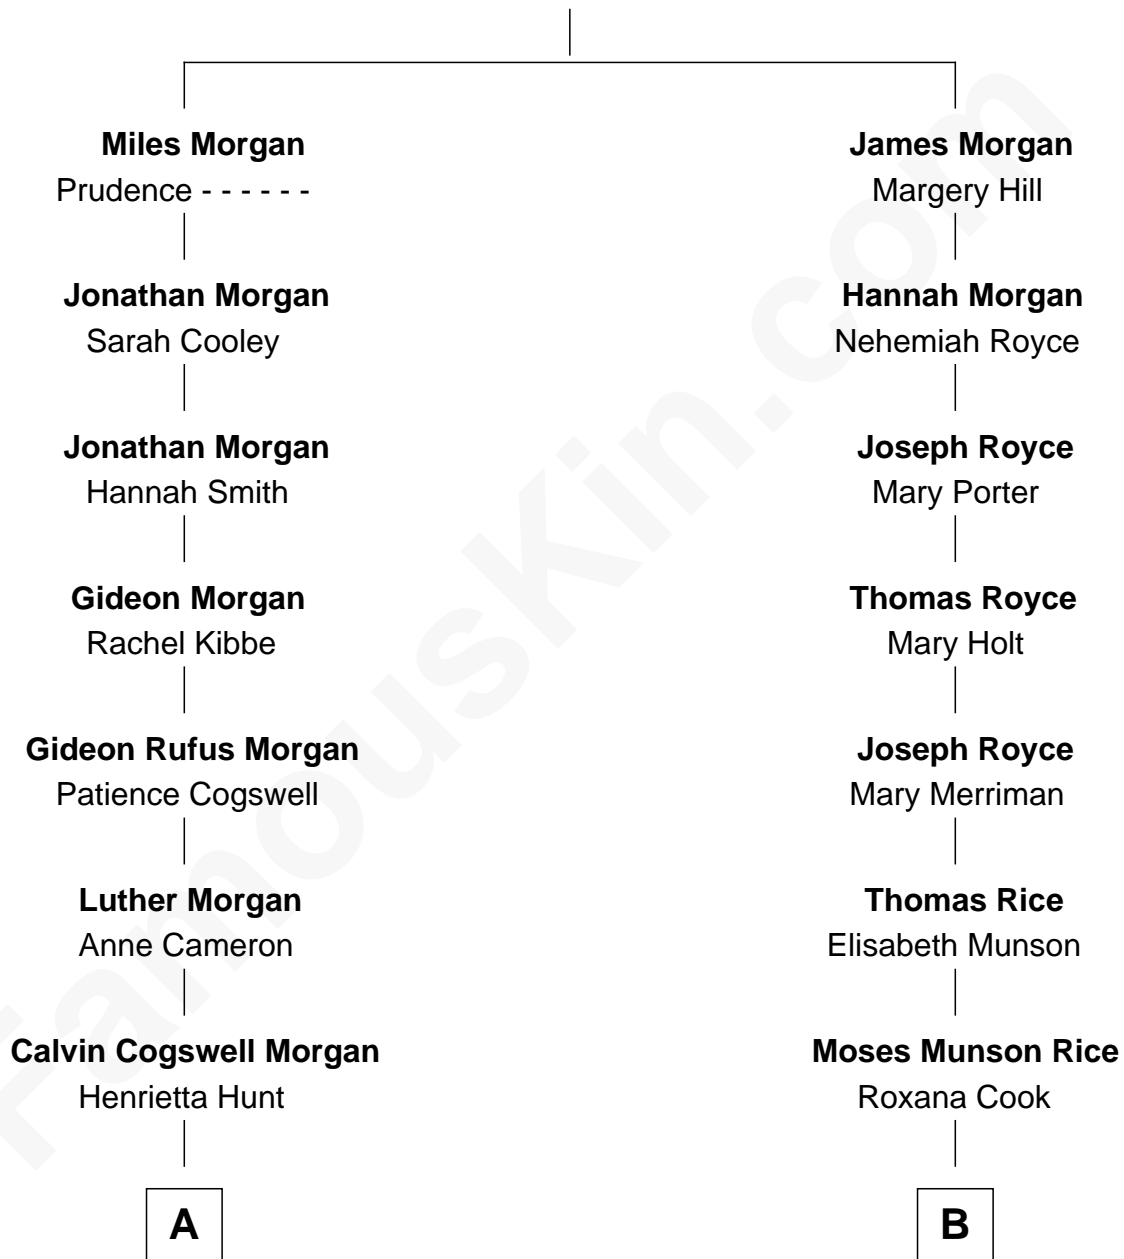 Miles Morgan
Prudence - - - - - -
James Morgan
Margery Hill
Jonathan Morgan
Sarah Cooley
Hannah Morgan
Nehemiah Royce
Jonathan Morgan
Hannah Smith
Joseph Royce
Mary Porter
Gideon Morgan
Rachel Kibbe
Thomas Royce
Mary Holt
Gideon Rufus Morgan
Patience Cogswell
Joseph Royce
Mary Merriman
Luther Morgan
Anne Cameron
Thomas Rice
Elisabeth Munson
Calvin Cogswell Morgan
Henrietta Hunt
Moses Munson Rice
Roxana Cook
A
B
FamousKin.com